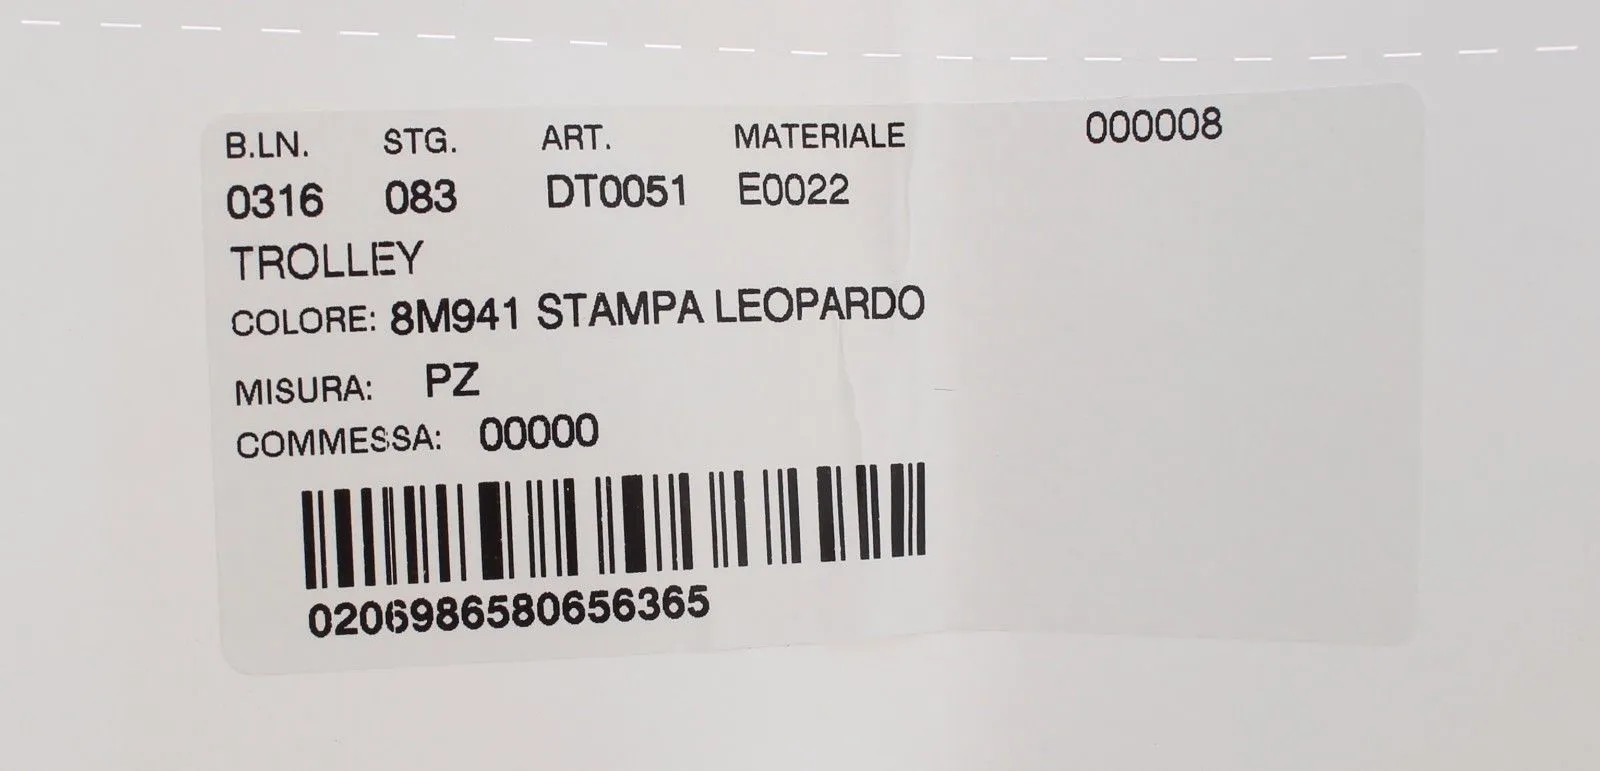 B.LN. STG. ART. MATERIALE 000008
0316 083 DT0051 E0022
TROLLEY
COLORE: 8M941 STAMPA LEOPARDO
MISURA: PZ
COMMESSA: 00000
0206986580656365